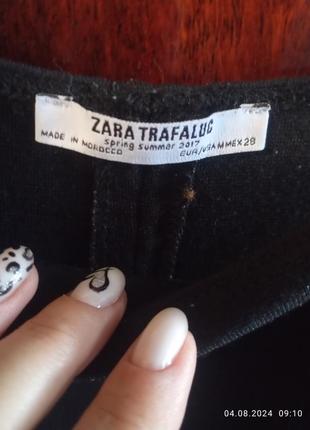 ZARA TRAFALUC
Spring Summer 2017
MADE IN MOROCCO
EUR/USA M MEX 28
04.08.2024 09:10